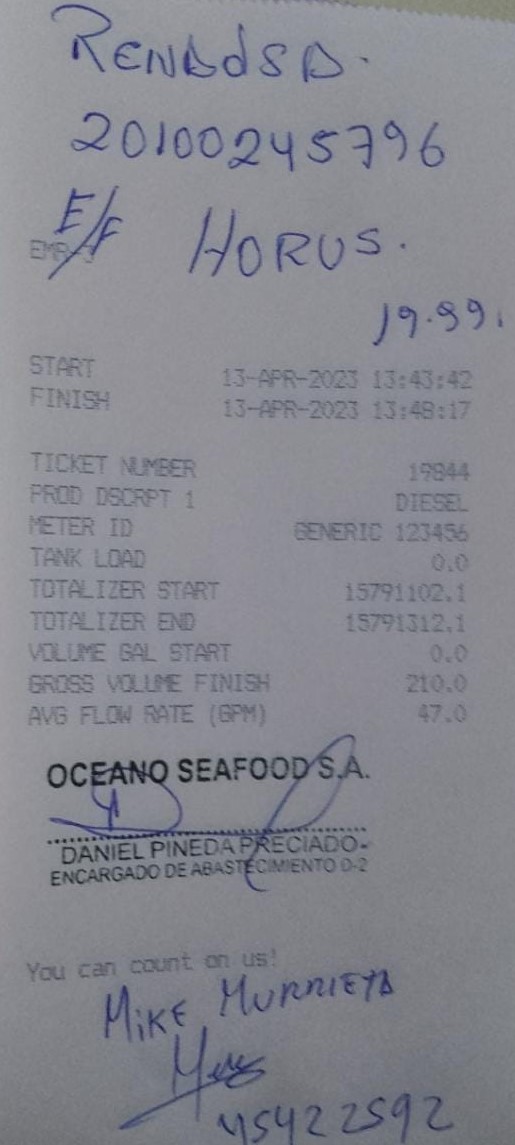 RENADSA.
20100245796
E/F HORUS.
EMR-3
19.99.
START 13-APR-2023 13:43:42
FINISH 13-APR-2023 13:48:17
TICKET NUMBER 19844
PROD DSCRPT 1 DIESEL
METER ID GENERIC 123456
TANK LOAD 0.0
TOTALIZER START 15791102.1
TOTALIZER END 15791312.1
VOLUME GAL START 0.0
GROSS VOLUME FINISH 210.0
AVG FLOW RATE (GPM) 47.0
OCEANO SEAFOOD S.A.
DANIEL PINEDA PRECIADO
ENCARGADO DE ABASTECIMIENTO D-2
You can count on us!
MIKE MURRIETA
45422592